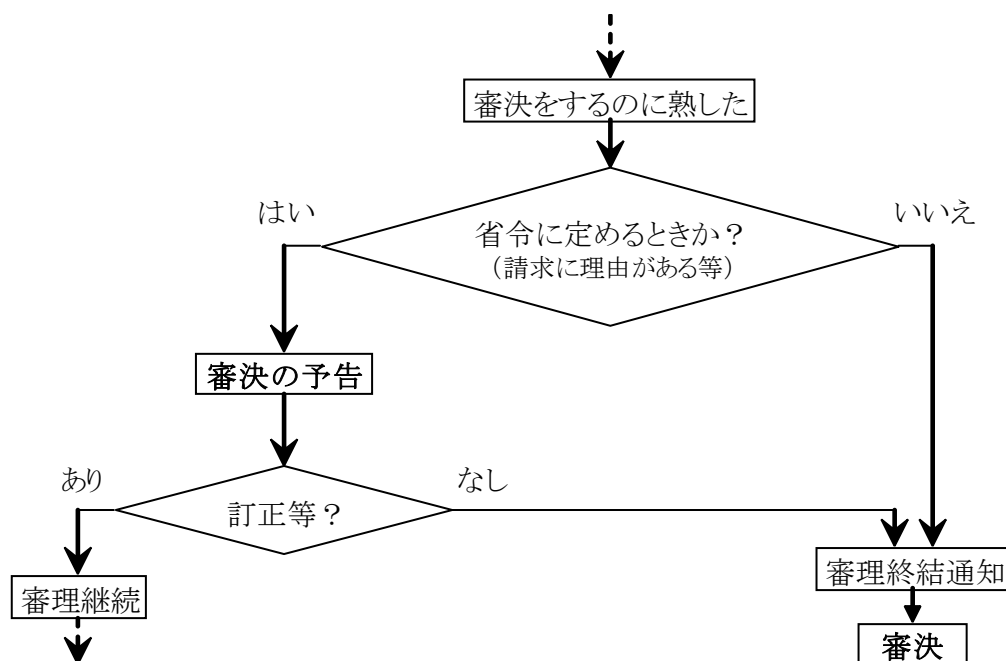 審決をするのに熟した
はい
いいえ
省令に定めるときか？
（請求に理由がある等）
審決の予告
あり
なし
訂正等？
審理継続
審理終結通知
審決